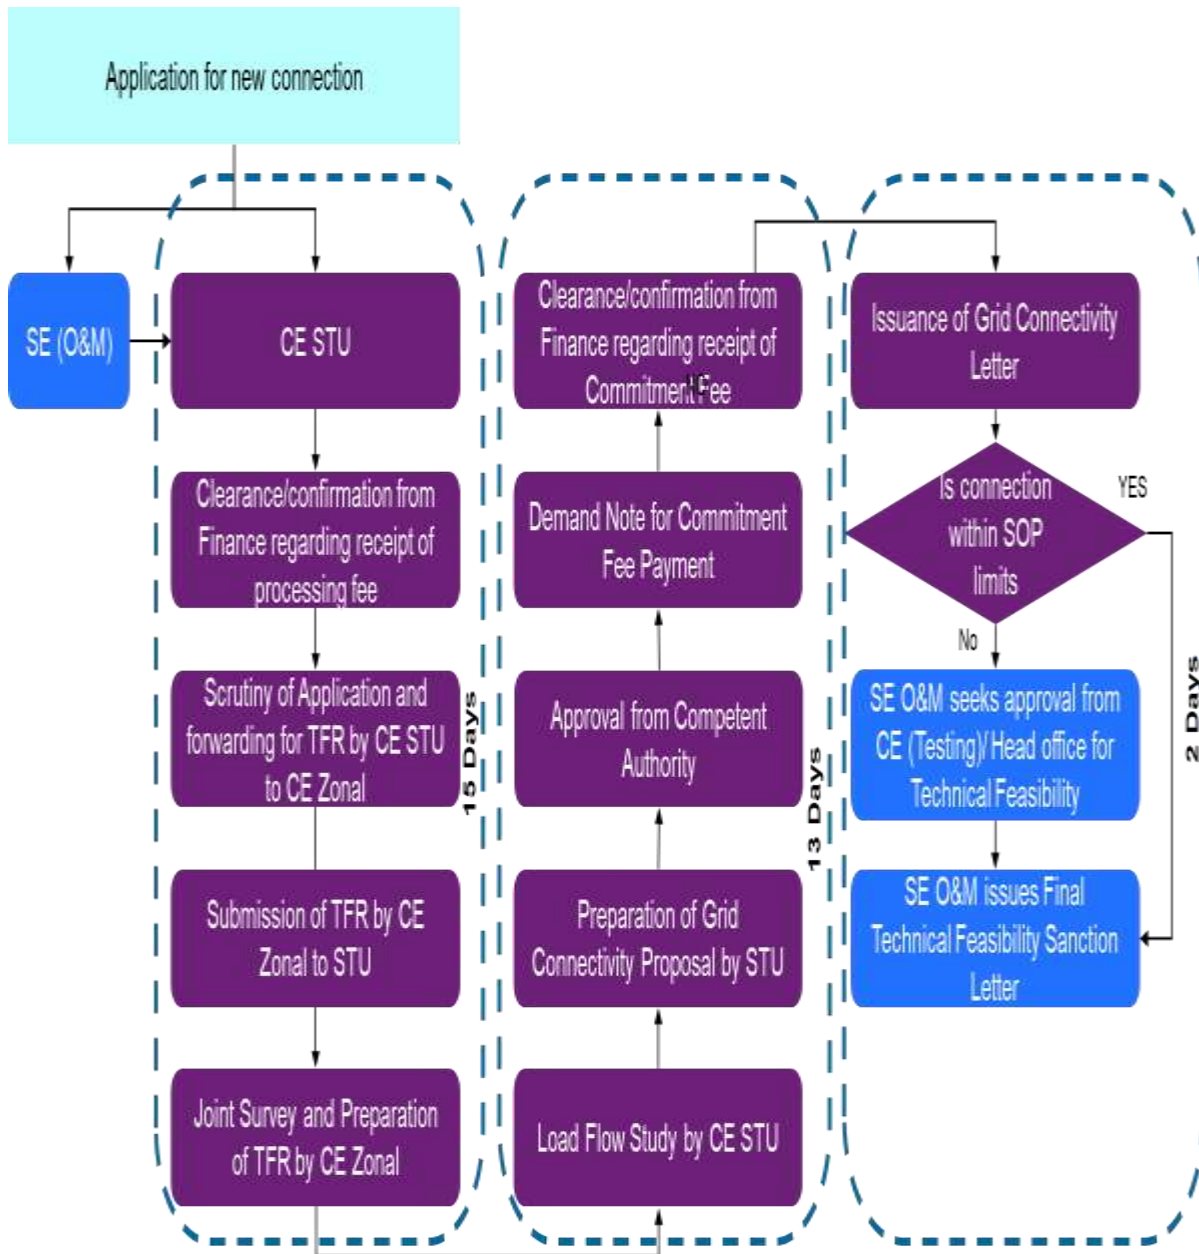 Application for new connection
SE (O&M)
CE STU
Clearance/confirmation from
Finance regarding receipt of
processing fee
Scrutiny of Application and
forwarding for TFR by CE STU
to CE Zonal
Submission of TFR by CE
Zonal to STU
Joint Survey and Preparation
of TFR by CE Zonal
15 Days
Clearance/confirmation from
Finance regarding receipt of
Commitment Fee
Demand Note for Commitment
Fee Payment
Approval from Competent
Authority
Preparation of Grid
Connectivity Proposal by STU
Load Flow Study by CE STU
13 Days
Issuance of Grid Connectivity
Letter
Is connection
within SOP
limits
YES
No
SE O&M seeks approval from
CE (Testing)/ Head office for
Technical Feasibility
SE O&M issues Final
Technical Feasibility Sanction
Letter
2 Days